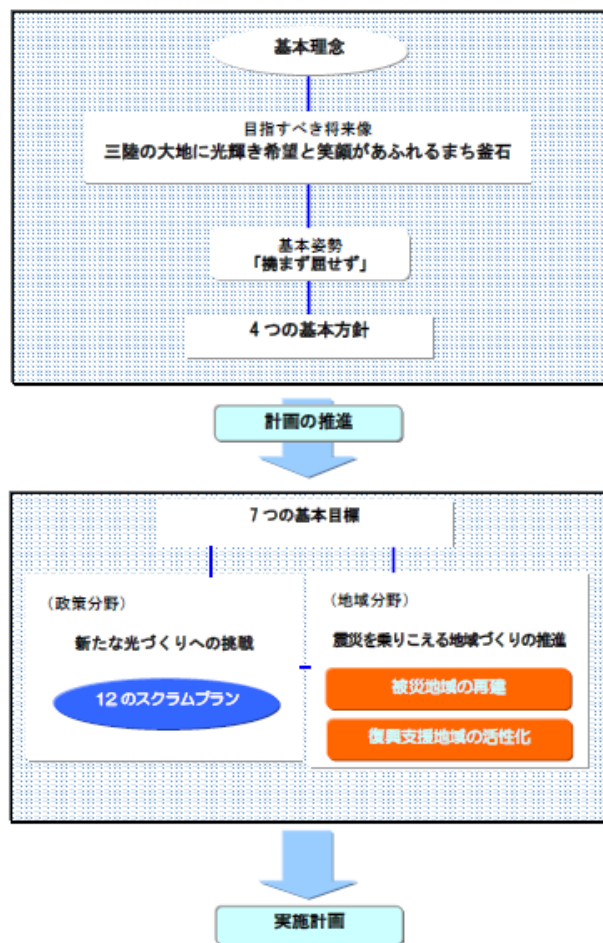 基本理念
目指すべき将来像
三陸の大地に光輝き希望と笑顔があふれるまち釜石
基本姿勢
「撓まず屈せず」
4つの基本方針
計画の推進
7つの基本目標
(政策分野)
新たな光づくりへの挑戦
12のスクラムプラン
(地域分野)
震災を乗りこえる地域づくりの推進
被災地域の再建
復興支援地域の活性化
実施計画